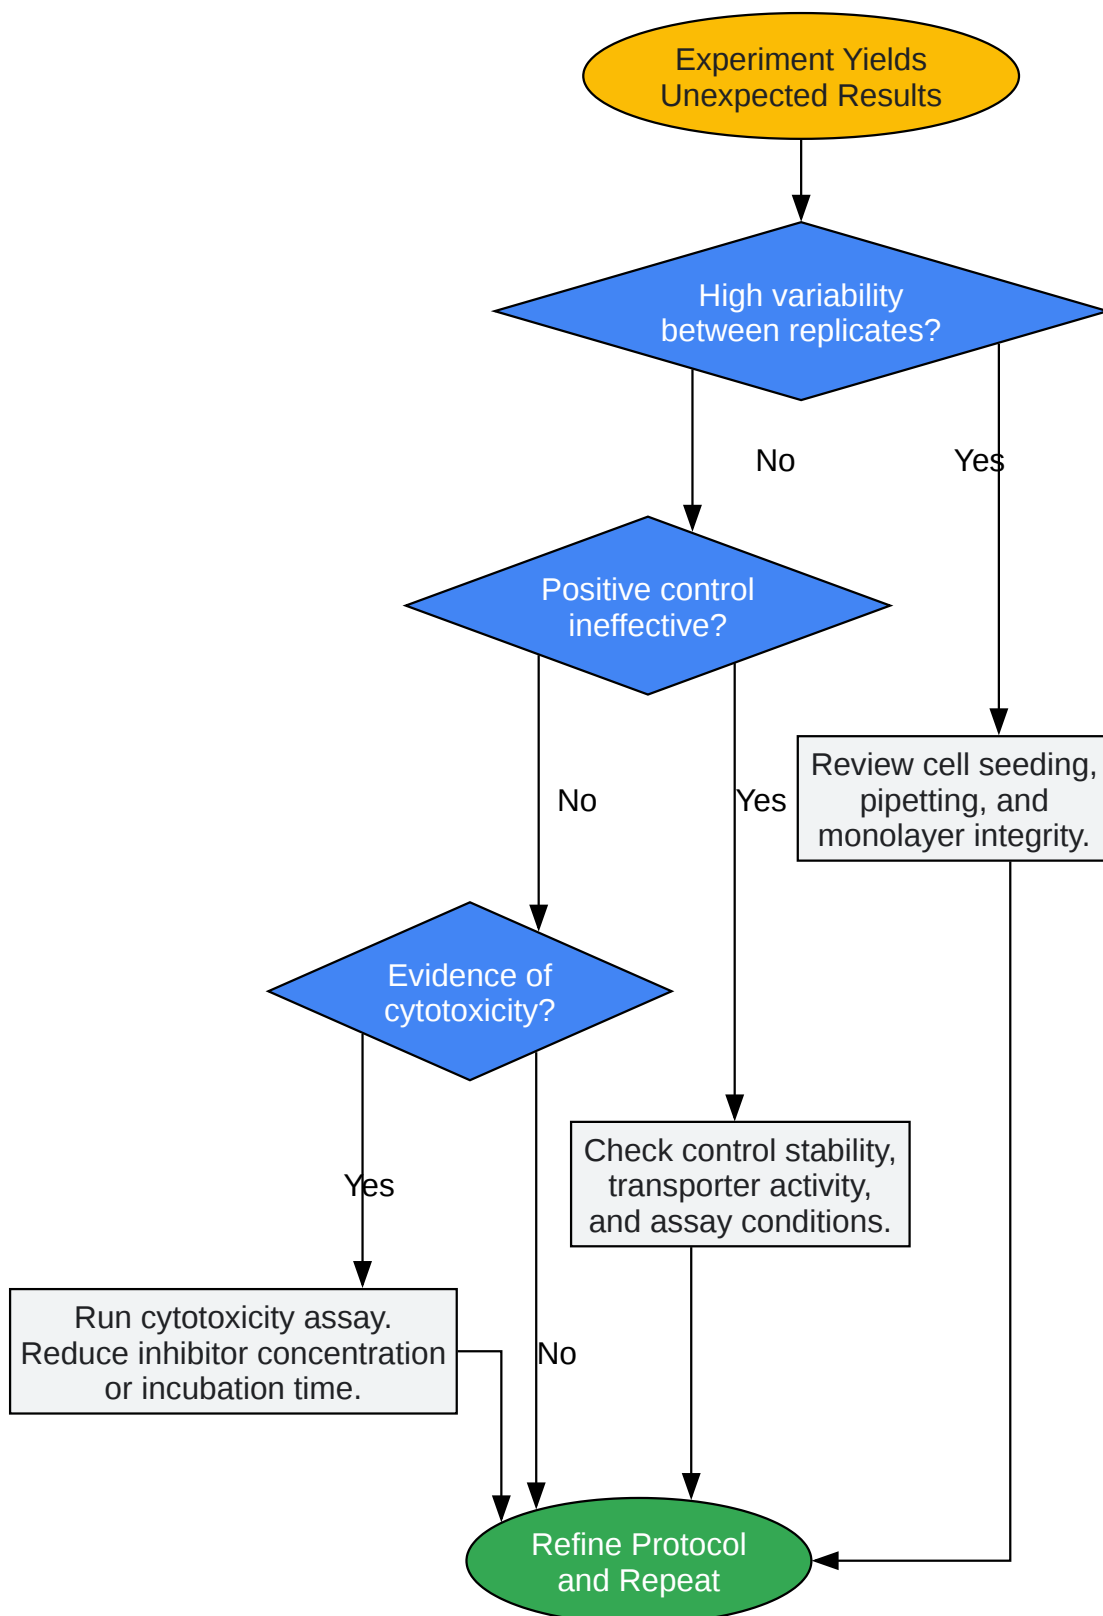 Experiment Yields
Unexpected Results
High variability
between replicates?
No
Yes
Positive control
ineffective?
Review cell seeding,
pipetting, and
monolayer integrity.
No
Yes
Evidence of
cytotoxicity?
Check control stability,
transporter activity,
and assay conditions.
Yes
Run cytotoxicity assay.
Reduce inhibitor concentration
or incubation time.
No
Refine Protocol
and Repeat